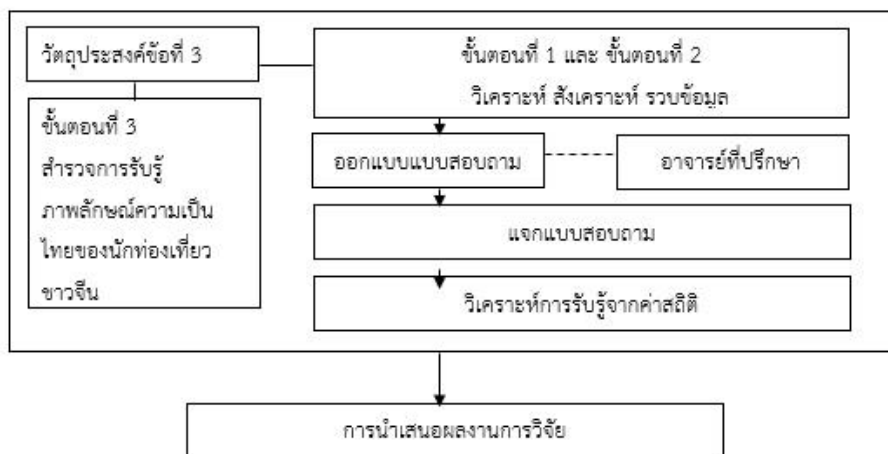 วัตถุประสงค์ข้อที่ 3
ขั้นตอนที่ 3
สำรวจการรับรู้
ภาพลักษณ์ความเป็น
ไทยของนักท่องเที่ยว
ชาวจีน
ขั้นตอนที่ 1 และ ขั้นตอนที่ 2
วิเคราะห์ สังเคราะห์ รวบข้อมูล
ออกแบบแบบสอบถาม
อาจารย์ที่ปรึกษา
แจกแบบสอบถาม
วิเคราะห์การรับรู้จากค่าสถิติ
การนำเสนอผลงานการวิจัย